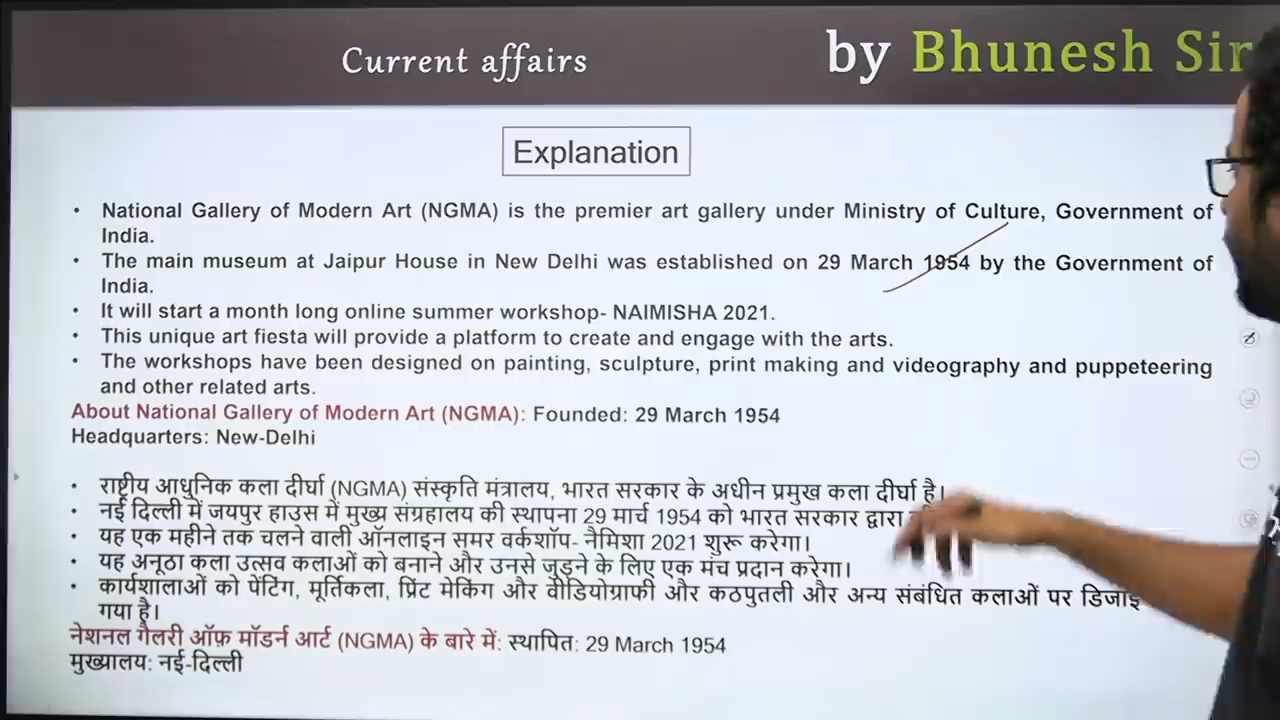 Current affairs
by Bhunesh Sir
Explanation
• National Gallery of Modern Art (NGMA) is the premier art gallery under Ministry of Culture, Government of
India.
• The main museum at Jaipur House in New Delhi was established on 29 March 1954 by the Government of
India.
• It will start a month long online summer workshop- NAIMISHA 2021.
• This unique art fiesta will provide a platform to create and engage with the arts.
• The workshops have been designed on painting, sculpture, print making and videography and puppeteering
and other related arts.
About National Gallery of Modern Art (NGMA): Founded: 29 March 1954
Headquarters: New-Delhi
• राष्ट्रीय आधुनिक कला दीर्घा (NGMA) संस्कृति मंत्रालय, भारत सरकार के अधीन प्रमुख कला दीर्घा है।
• नई दिल्ली में जयपुर हाउस में मुख्य संग्रहालय की स्थापना 29 मार्च 1954 को भारत सरकार द्वारा
• यह एक महीने तक चलने वाली ऑनलाइन समर वर्कशॉप- नैमिशा 2021 शुरू करेगा।
• यह अनूठा कला उत्सव कलाओं को बनाने और उनसे जुड़ने के लिए एक मंच प्रदान करेगा।
• कार्यशालाओं को पेंटिंग, मूर्तिकला, प्रिंट मेकिंग और वीडियोग्राफी और कठपुतली और अन्य संबंधित कलाओं पर
गया है।
नेशनल गैलरी ऑफ़ मॉडर्न आर्ट (NGMA) के बारे में: स्थापित: 29 March 1954
मुख्यालय: नई-दिल्ली